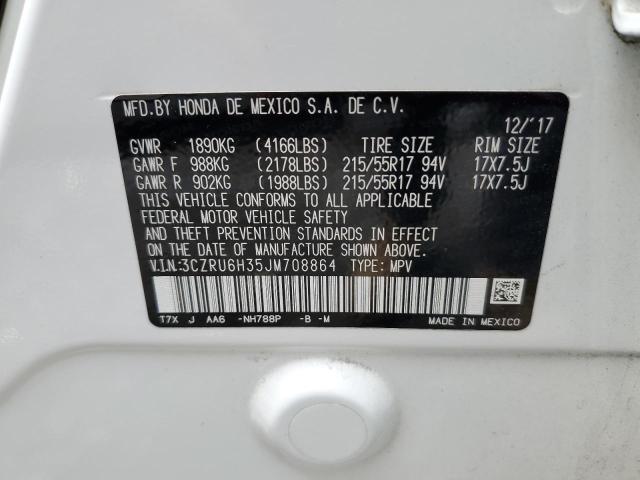 MFD.BY HONDA DE MEXICO S.A. DE C.V.
12/'17
GVWR 1890KG (4166LBS) TIRE SIZE RIM SIZE
GAWR F 988KG (2178LBS) 215/55R17 94V 17X7.5J
GAWR R 902KG (1988LBS) 215/55R17 94V 17X7.5J
THIS VEHICLE CONFORMS TO ALL APPLICABLE
FEDERAL MOTOR VEHICLE SAFETY
AND THEFT PREVENTION STANDARDS IN EFFECT
ON THE DATE OF MANUFACTURE SHOWN ABOVE.
V.I.N:3CZRU6H35JM708864 TYPE: MPV
T7X J AA6 -NH788P -B -M MADE IN MEXICO